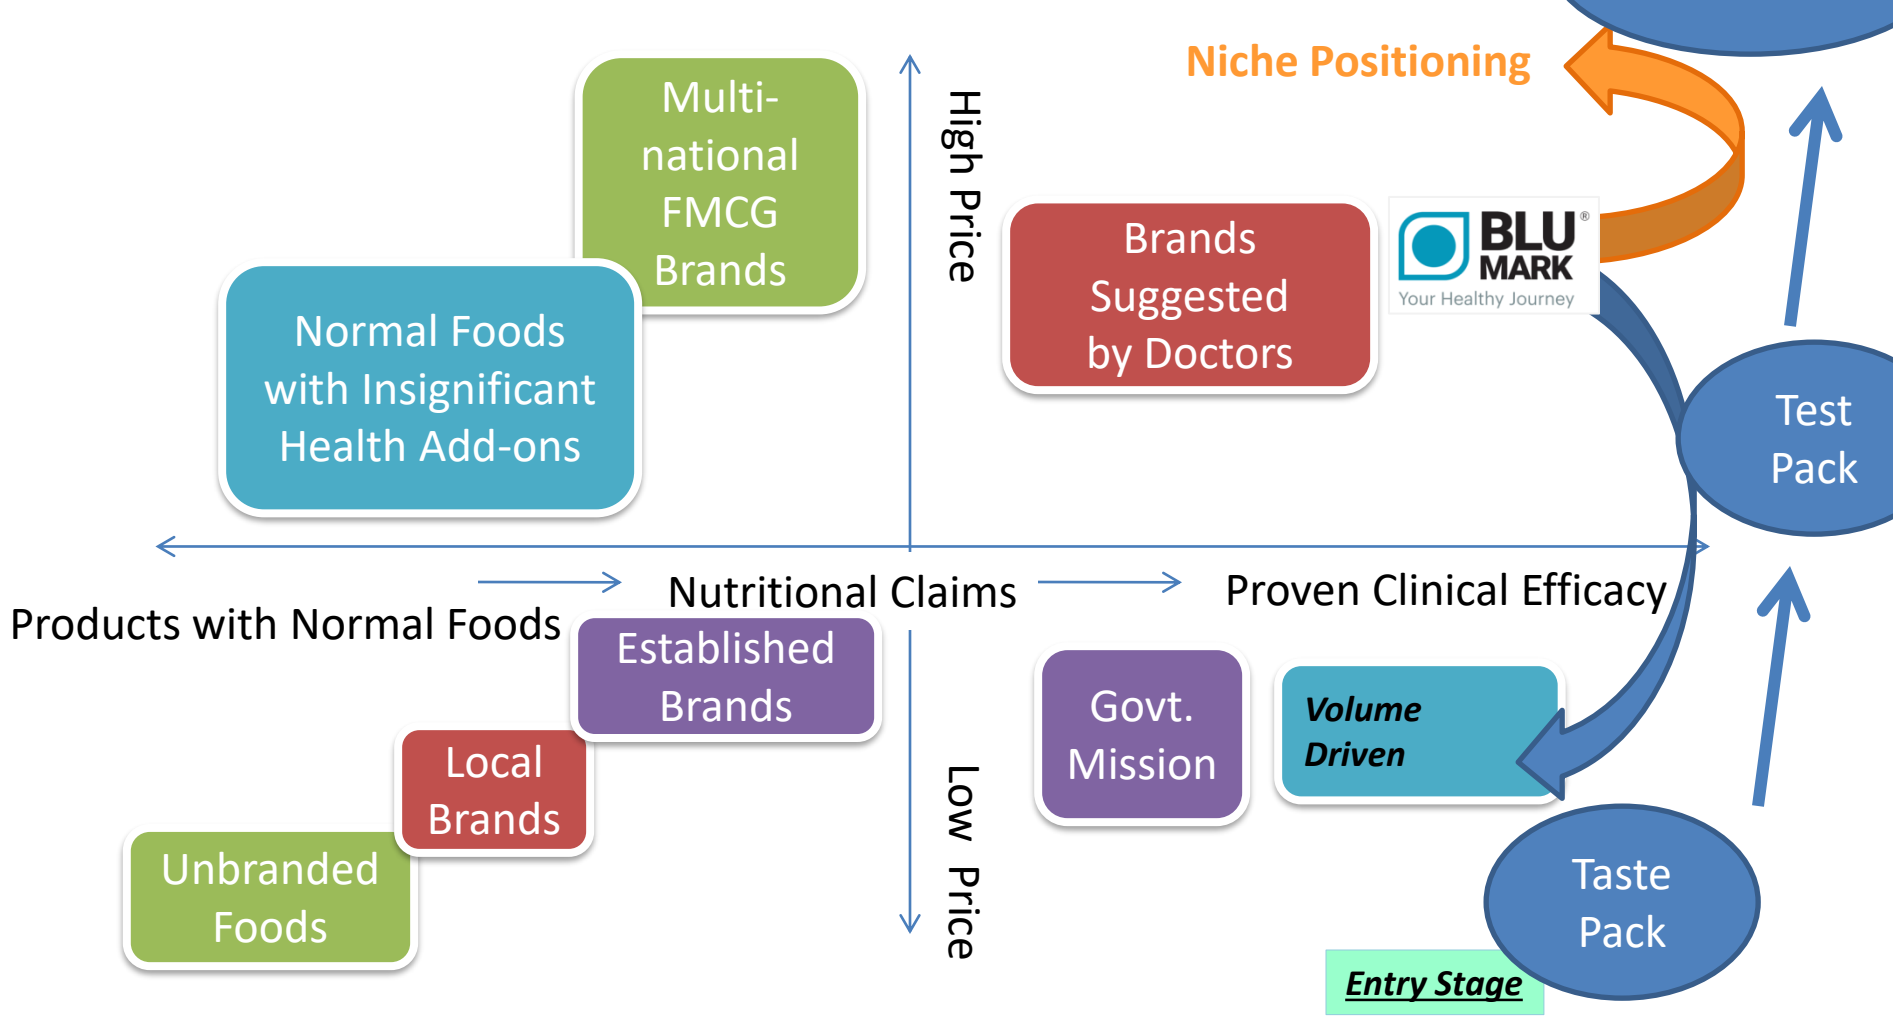 Niche Positioning
Multi-
national
FMCG
Brands
High Price
Brands
Suggested
by Doctors
BLU®
MARK
Your Healthy Journey
Normal Foods
with Insignificant
Health Add-ons
Test
Pack
Products with Normal Foods
Nutritional Claims
Proven Clinical Efficacy
Established
Brands
Local
Brands
Unbranded
Foods
Low Price
Govt.
Mission
Volume
Driven
Taste
Pack
Entry Stage